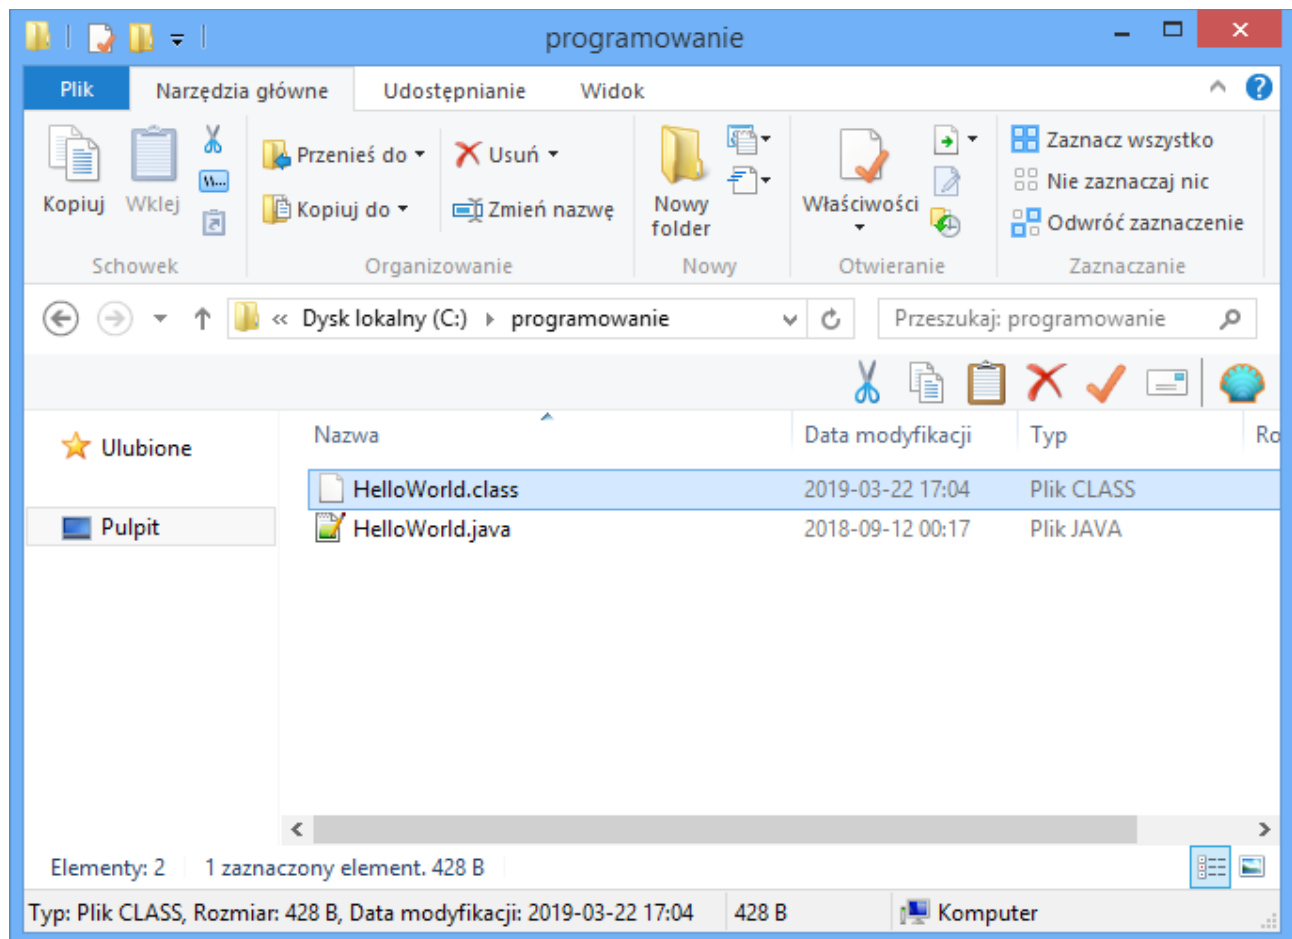 programowanie
Plik Narzędzia główne Udostępnianie Widok
Kopiuj Wklej Przenieś do Usuń Nowy folder Właściwości Zaznacz wszystko
Kopiuj do Zmień nazwę Nie zaznaczaj nic
Odwróć zaznaczenie
Schowek Organizowanie Nowy Otwieranie Zaznaczanie
« Dysk lokalny (C:) programowanie Przeszukaj: programowanie
Ulubione Nazwa Data modyfikacji Typ Ro
HelloWorld.class 2019-03-22 17:04 Plik CLASS
Pulpit HelloWorld.java 2018-09-12 00:17 Plik JAVA
Elementy: 2 1 zaznaczony element. 428 B
Typ: Plik CLASS, Rozmiar: 428 B, Data modyfikacji: 2019-03-22 17:04 428 B Komputer